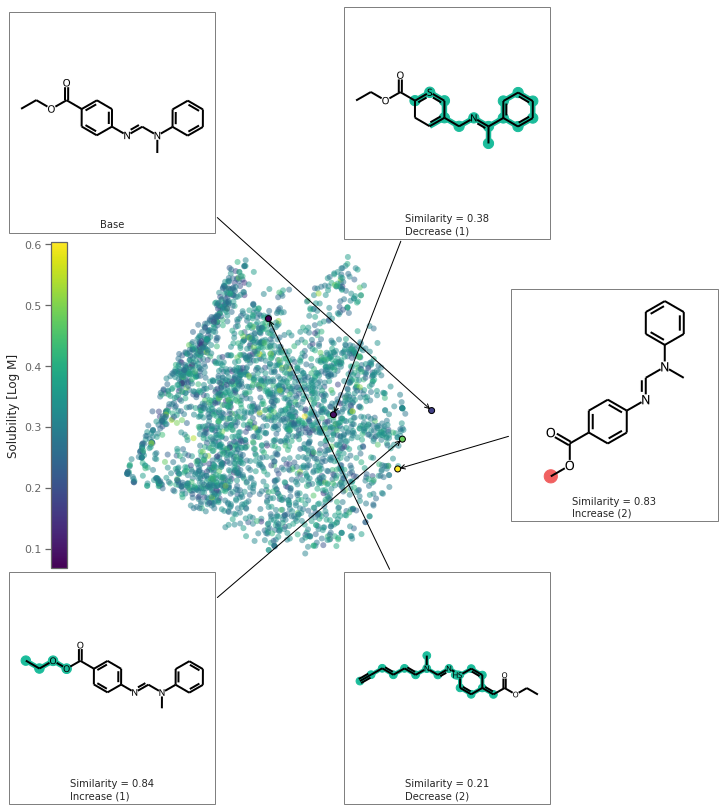 O
O
N
N
Base
S
O
O
N
Similarity = 0.38
Decrease (1)
0.6
0.5
0.4
0.3
0.2
0.1
Solubility [Log M]
N
N
O
O
Similarity = 0.83
Increase (2)
O
O
O
N
N
Similarity = 0.84
Increase (1)
N
N
HS
O
O
Similarity = 0.21
Decrease (2)